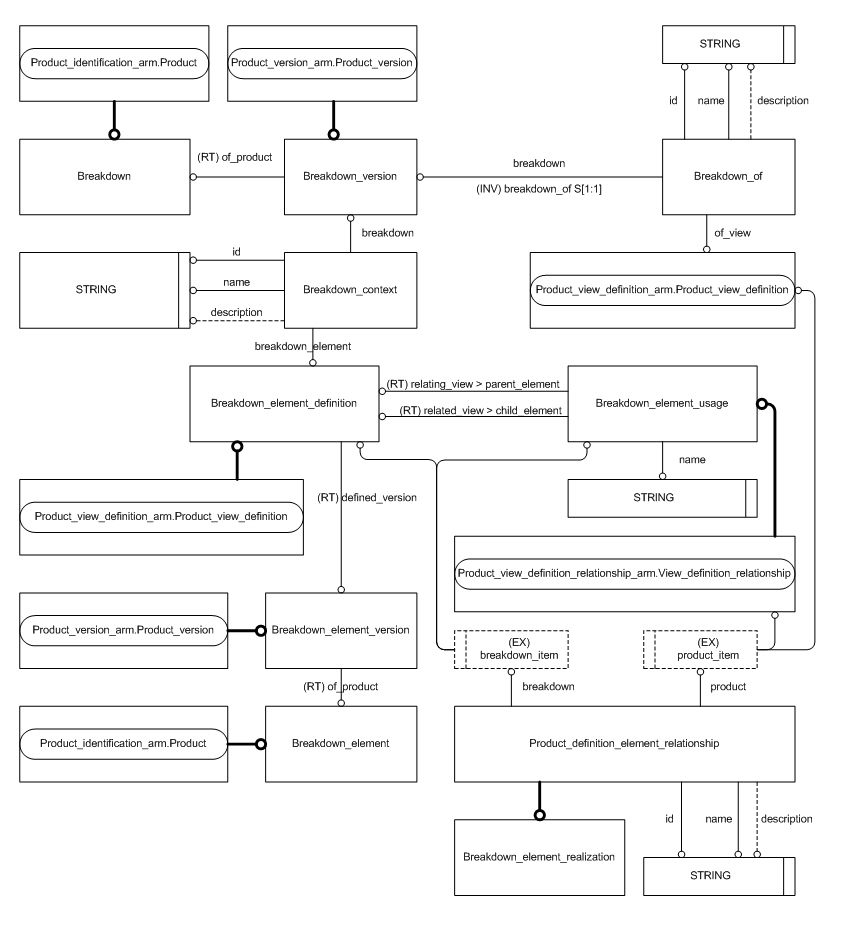 Product_identification_arm.Product
Product_version_arm.Product_version
STRING
id
name
description
Breakdown
(RT) of_product
Breakdown_version
breakdown
(INV) breakdown_of S[1:1]
Breakdown_of
breakdown
of_view
STRING
id
name
description
Breakdown_context
Product_view_definition_arm.Product_view_definition
breakdown_element
Breakdown_element_definition
(RT) relating_view > parent_element
(RT) related_view > child_element
Breakdown_element_usage
name
STRING
Product_view_definition_arm.Product_view_definition
(RT) defined_version
Product_view_definition_relationship_arm.View_definition_relationship
Product_version_arm.Product_version
Breakdown_element_version
(EX)
breakdown_item
(EX)
product_item
(RT) of_product
breakdown
product
Product_identification_arm.Product
Breakdown_element
Product_definition_element_relationship
id
name
description
Breakdown_element_realization
STRING